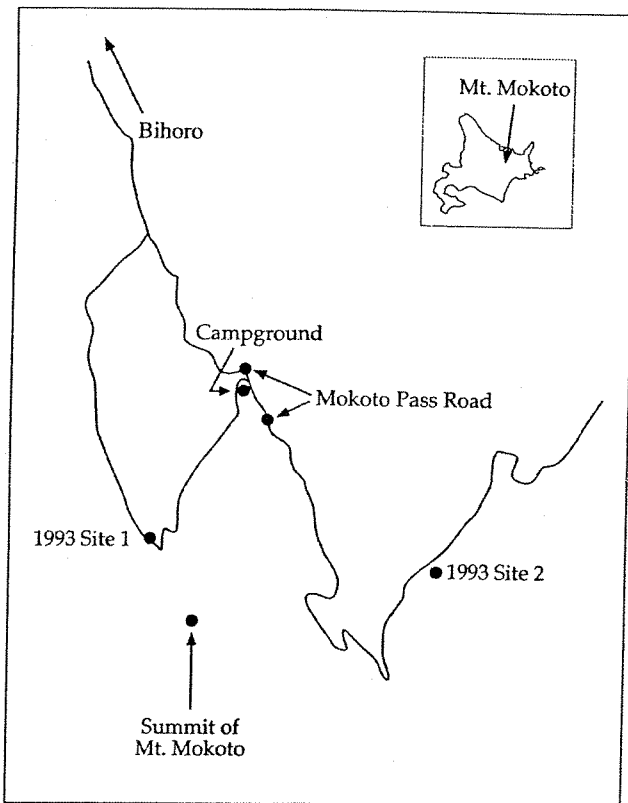 Mt. Mokoto
Bihoro
Campground
Mokoto Pass Road
1993 Site 1
1993 Site 2
Summit of
Mt. Mokoto